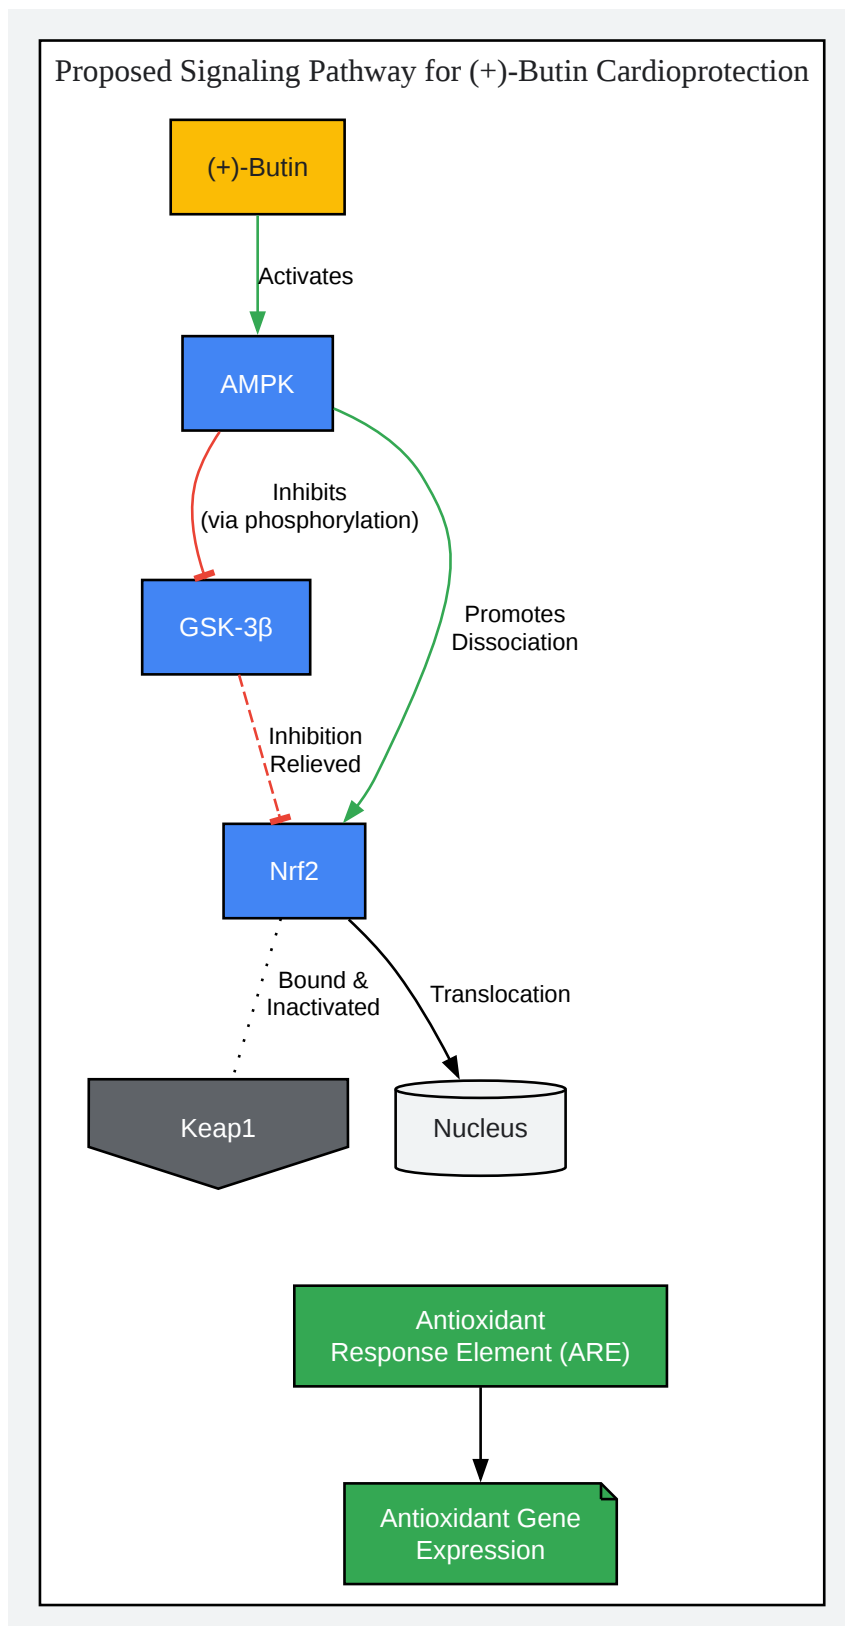 Proposed Signaling Pathway for (+)-Butin Cardioprotection
(+)-Butin
Activates
AMPK
Inhibits
(via phosphorylation)
GSK-3β
Promotes
Dissociation
Inhibition
Relieved
Nrf2
Bound &
Inactivated
Translocation
Keap1
Nucleus
Antioxidant
Response Element (ARE)
Antioxidant Gene
Expression